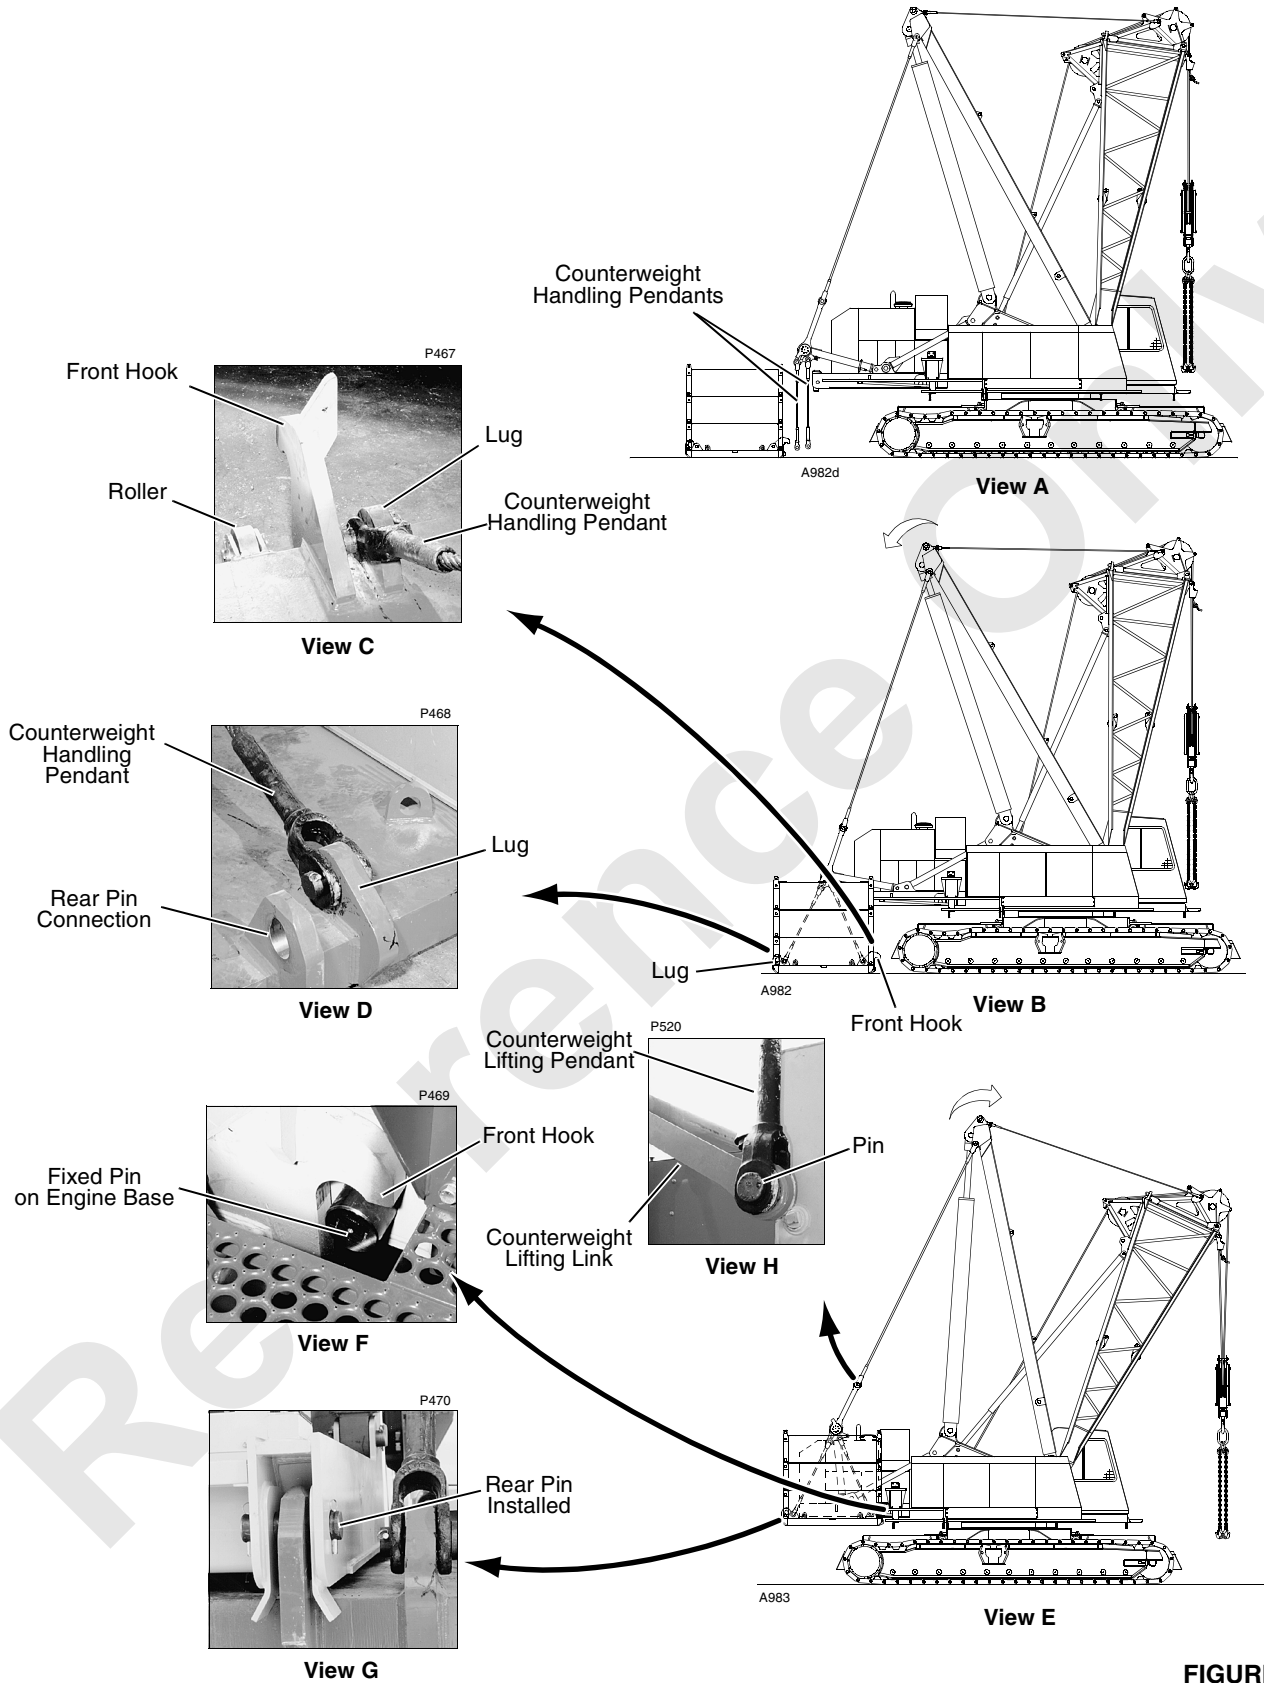 Counterweight
Handling Pendants
A982d
View A
P467
Front Hook
Lug
Roller
Counterweight
Handling Pendant
View C
P468
Counterweight
Handling
Pendant
Lug
Rear Pin
Connection
View D
Lug
A982
Front Hook
View B
P469
Front Hook
Fixed Pin
on Engine Base
View F
P520
Counterweight
Lifting Pendant
Pin
Counterweight
Lifting Link
View H
P470
Rear Pin
Installed
View G
A983
View E
FIGUR